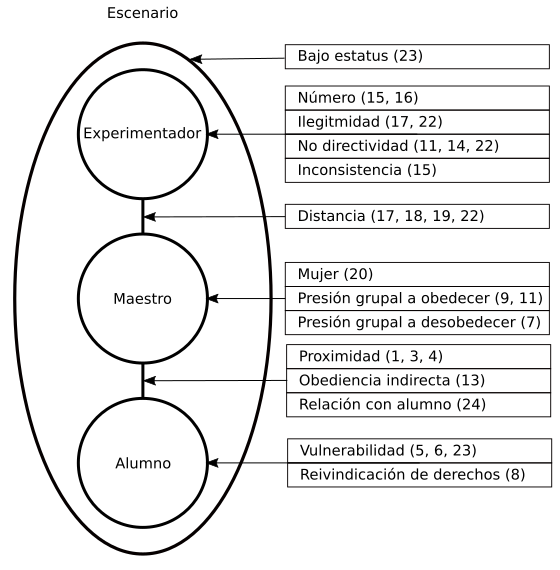 Escenario
Bajo estatus (23)
Experimentador
Número (15, 16)
Ilegitmidad (17, 22)
No directividad (11, 14, 22)
Inconsistencia (15)
Distancia (17, 18, 19, 22)
Maestro
Mujer (20)
Presión grupal a obedecer (9, 11)
Presión grupal a desobedecer (7)
Proximidad (1, 3, 4)
Obediencia indirecta (13)
Relación con alumno (24)
Alumno
Vulnerabilidad (5, 6, 23)
Reivindicación de derechos (8)